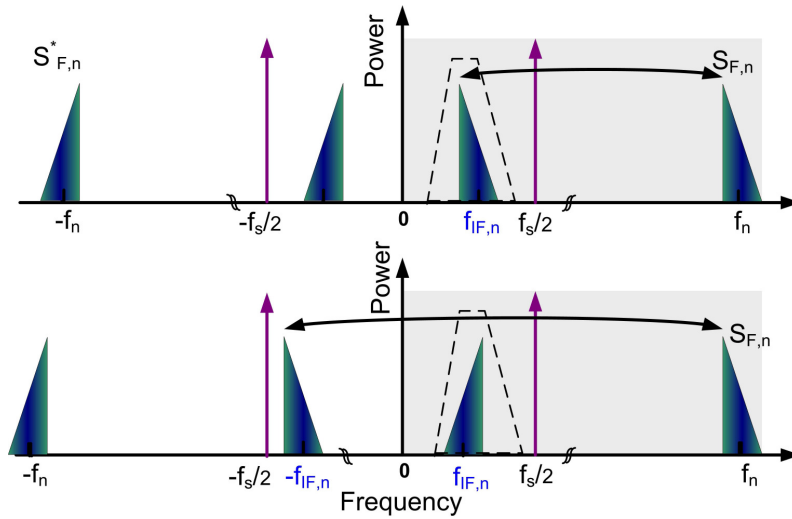 Power
S*F,n
SF,n
-fn
-fs/2
0
fIF,n
fs/2
fn
Power
SF,n
-fn
-fs/2
-fIF,n
0
fIF,n
fs/2
fn
Frequency